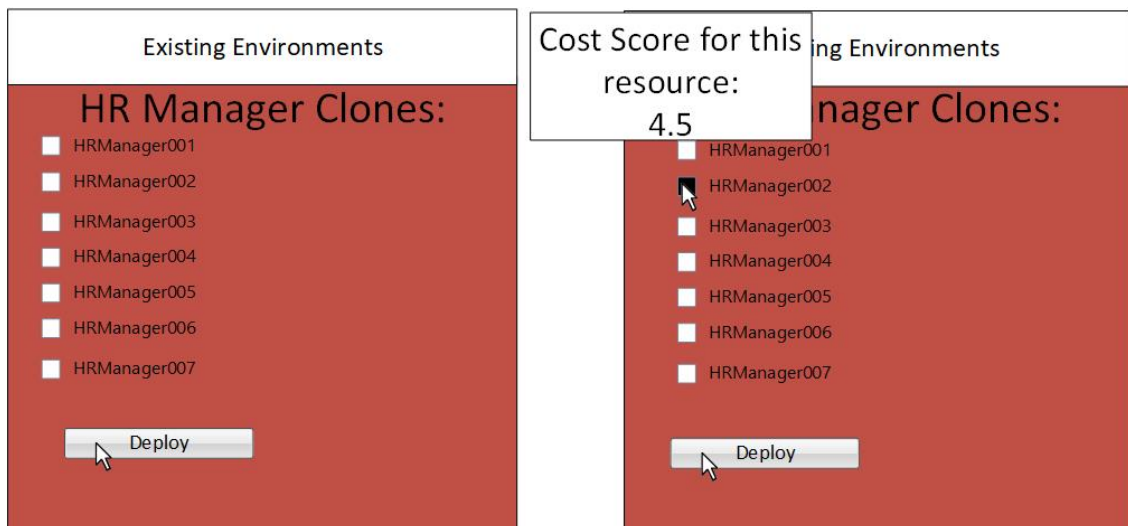 Existing Environments
HR Manager Clones:
HRManager001
HRManager002
HRManager003
HRManager004
HRManager005
HRManager006
HRManager007
Deploy
Cost Score for this
resource:
4.5
ing Environments
nager Clones:
HRManager001
HRManager002
HRManager003
HRManager004
HRManager005
HRManager006
HRManager007
Deploy